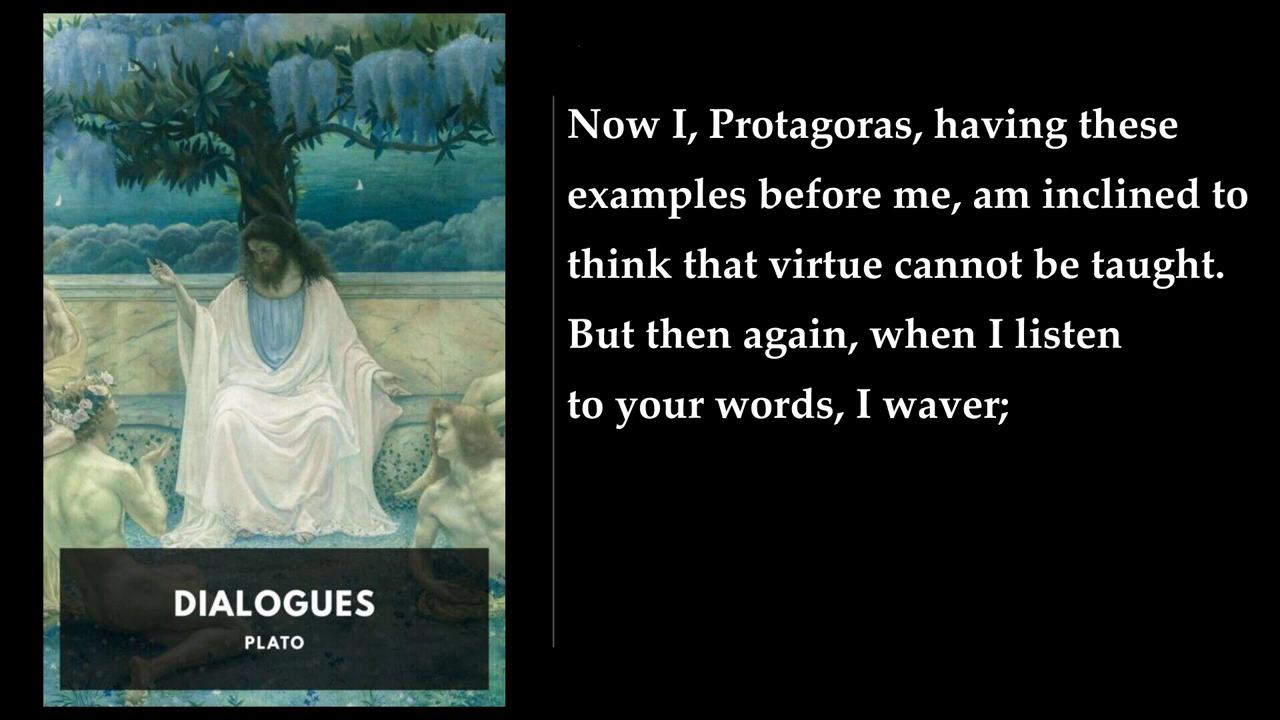 DIALOGUES
PLATO
Now I, Protagoras, having these
examples before me, am inclined to
think that virtue cannot be taught.
But then again, when I listen
to your words, I waver;